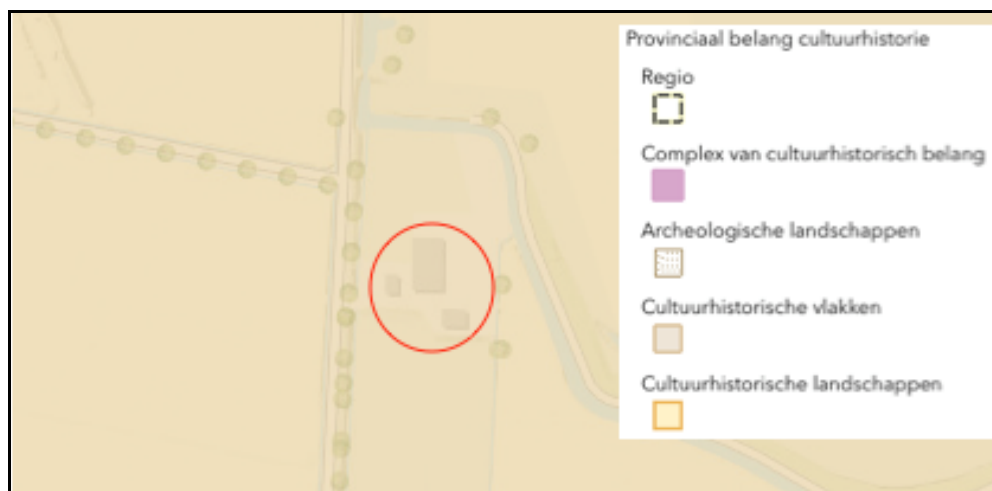 Provinciaal belang cultuurhistorie
Regio
Complex van cultuurhistorisch belang
Archeologische landschappen
Cultuurhistorische vlakken
Cultuurhistorische landschappen